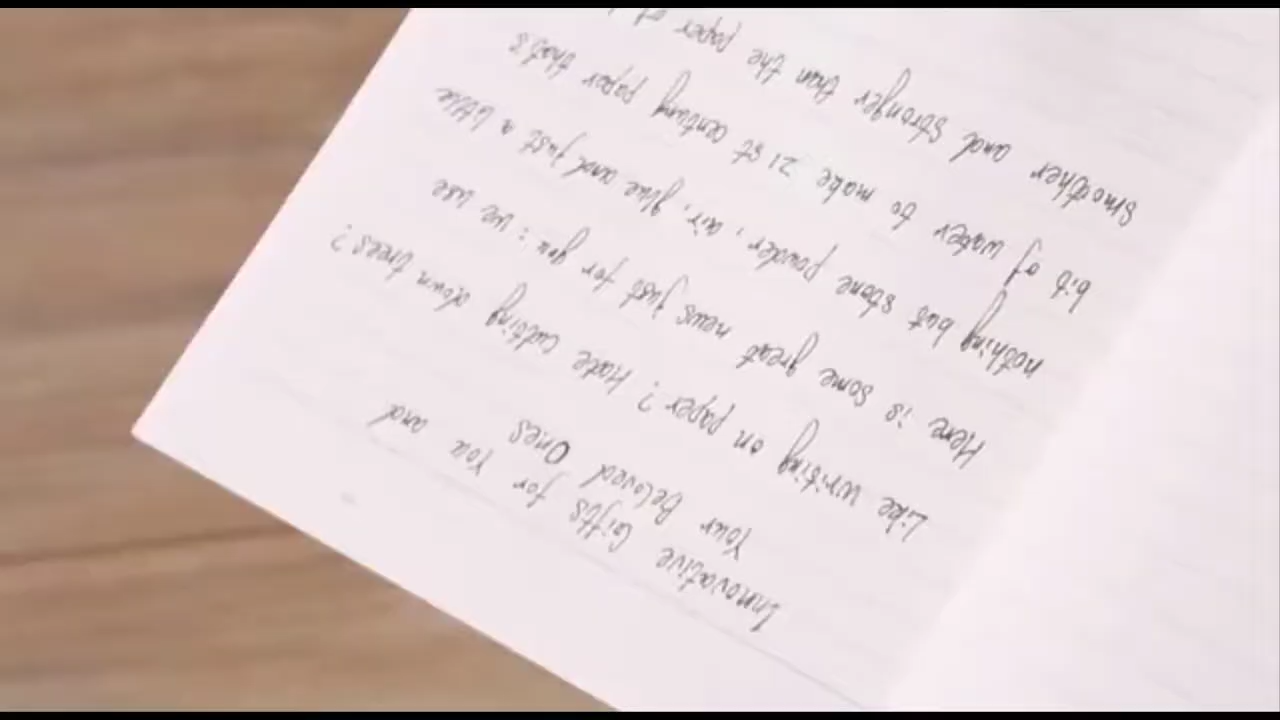 Innovative Gifts for You and
Your Beloved Ones
Like writing on paper? Hate cutting down trees?
Here is some great news just for you: we use
nothing but stone powder, air, glue and just a little
bit of water to make 21st century paper that's
smoother and stronger than the paper of